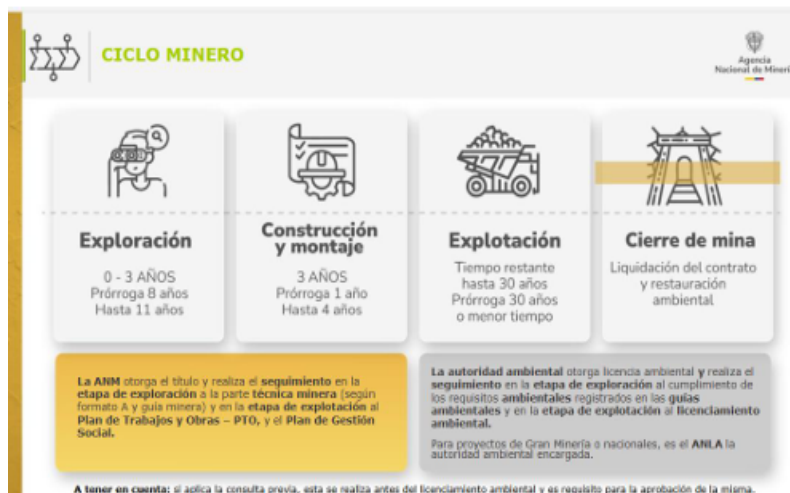 CICLO MINERO
Agencia
Nacional de Minerí
Exploración
0 - 3 AÑOS
Prórroga 8 años
Hasta 11 años
Construcción
y montaje
3 AÑOS
Prórroga 1 año
Hasta 4 años
Explotación
Tiempo restante
hasta 30 años
Prórroga 30 años
o menor tiempo
Cierre de mina
Liquidación del contrato
y restauración
ambiental
La ANM otorga el título y realiza el seguimiento en la
etapa de exploración a la parte técnica minera (según
formato A y guía minera) y en la etapa de explotación al
Plan de Trabajos y Obras – PTO, y el Plan de Gestión
Social.
La autoridad ambiental otorga licencia ambiental y realiza el
seguimiento en la etapa de exploración al cumplimiento de
los requisitos ambientales registrados en las guías
ambientales y en la etapa de explotación al licenciamiento
ambiental.
Para proyectos de Gran Minería o nacionales, es el ANLA la
autoridad ambiental encargada.
A tener en cuenta: si aplica la consulta previa, esta se realiza antes del licenciamiento ambiental y es requisito para la aprobación de la misma.